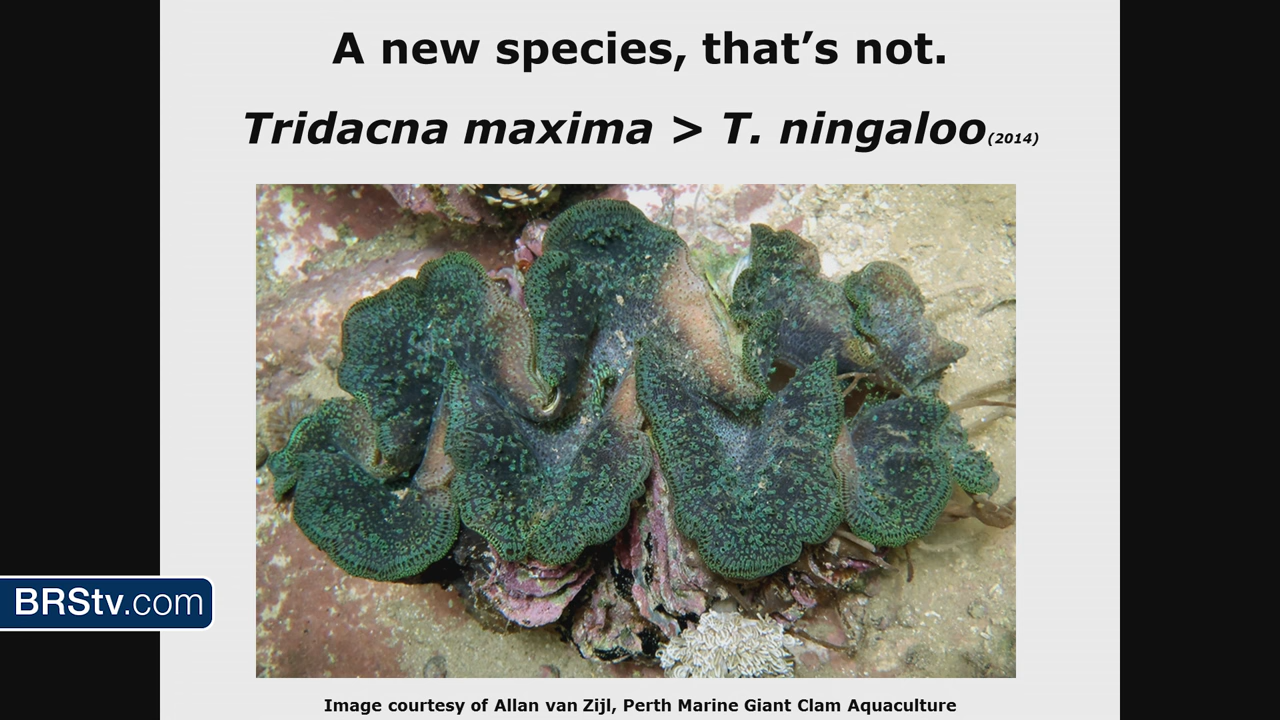 A new species, that’s not.
Tridacna maxima > T. ningaloo(2014)
BRStv.com
Image courtesy of Allan van Zijl, Perth Marine Giant Clam Aquaculture